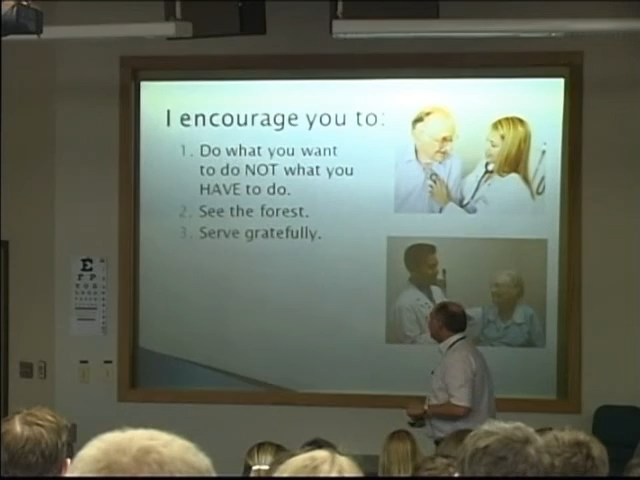 I encourage you to:
1. Do what you want
to do NOT what you
HAVE to do.
2. See the forest.
3. Serve gratefully.
E
F P